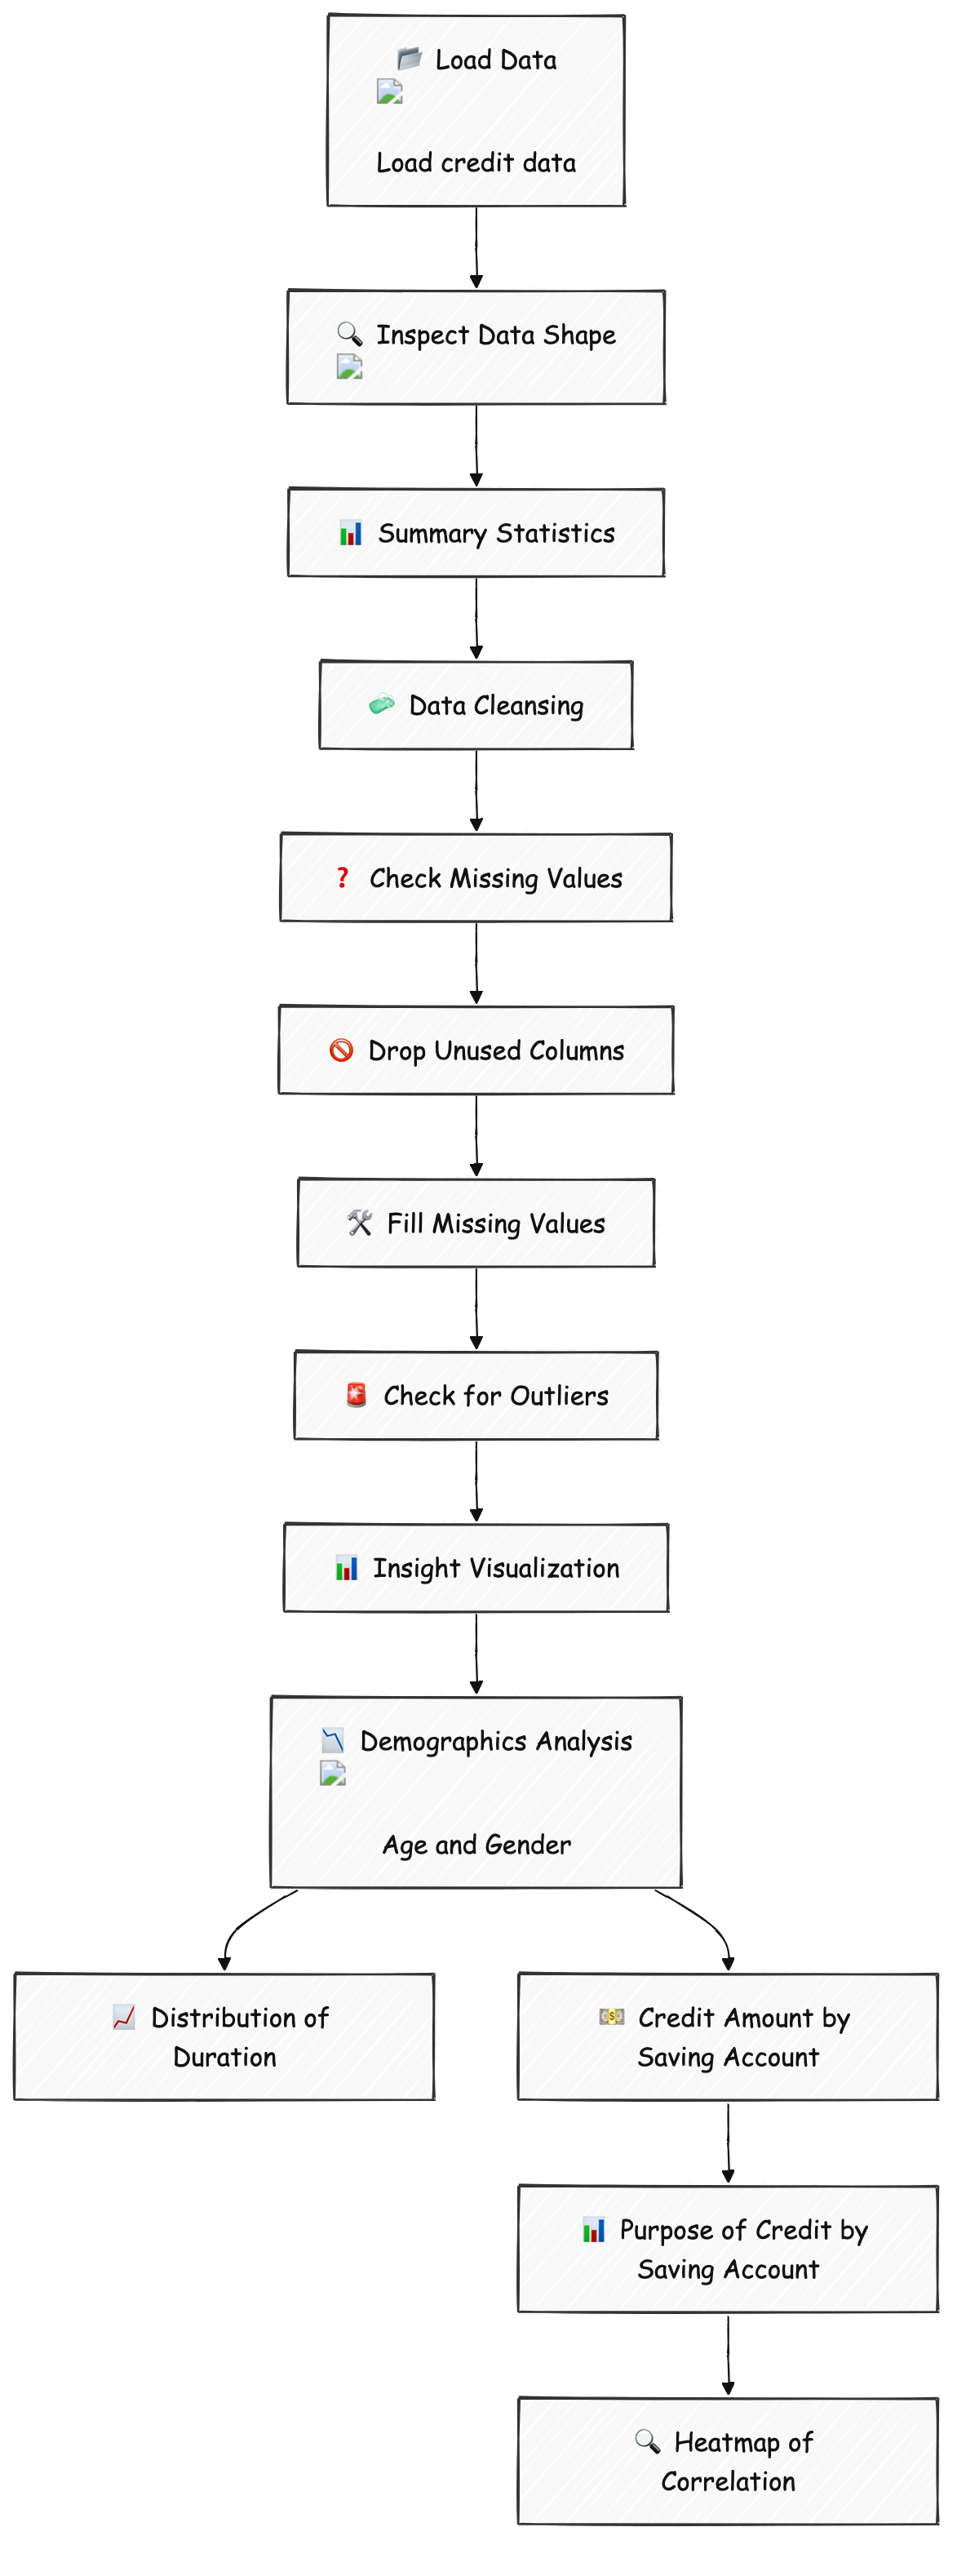 Load Data
Load credit data
Inspect Data Shape
Summary Statistics
Data Cleansing
Check Missing Values
Drop Unused Columns
Fill Missing Values
Check for Outliers
Insight Visualization
Demographics Analysis
Age and Gender
Distribution of
Duration
Credit Amount by
Saving Account
Purpose of Credit by
Saving Account
Heatmap of
Correlation